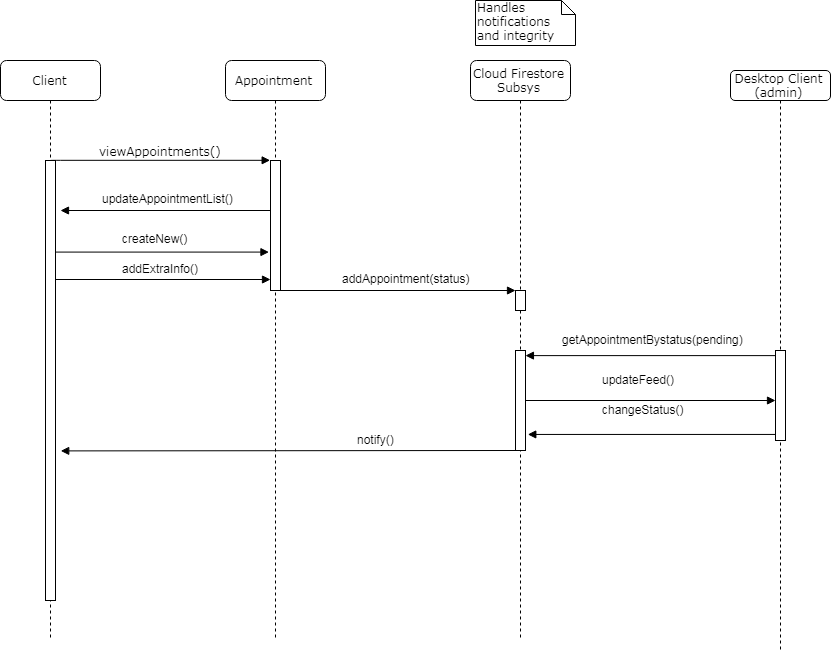 Handles
notifications
and integrity
Client
Appointment
Cloud Firestore
Subsys
Desktop Client
(admin)
viewAppointments()
updateAppointmentList()
createNew()
addExtraInfo()
addAppointment(status)
getAppointmentBystatus(pending)
updateFeed()
changeStatus()
notify()